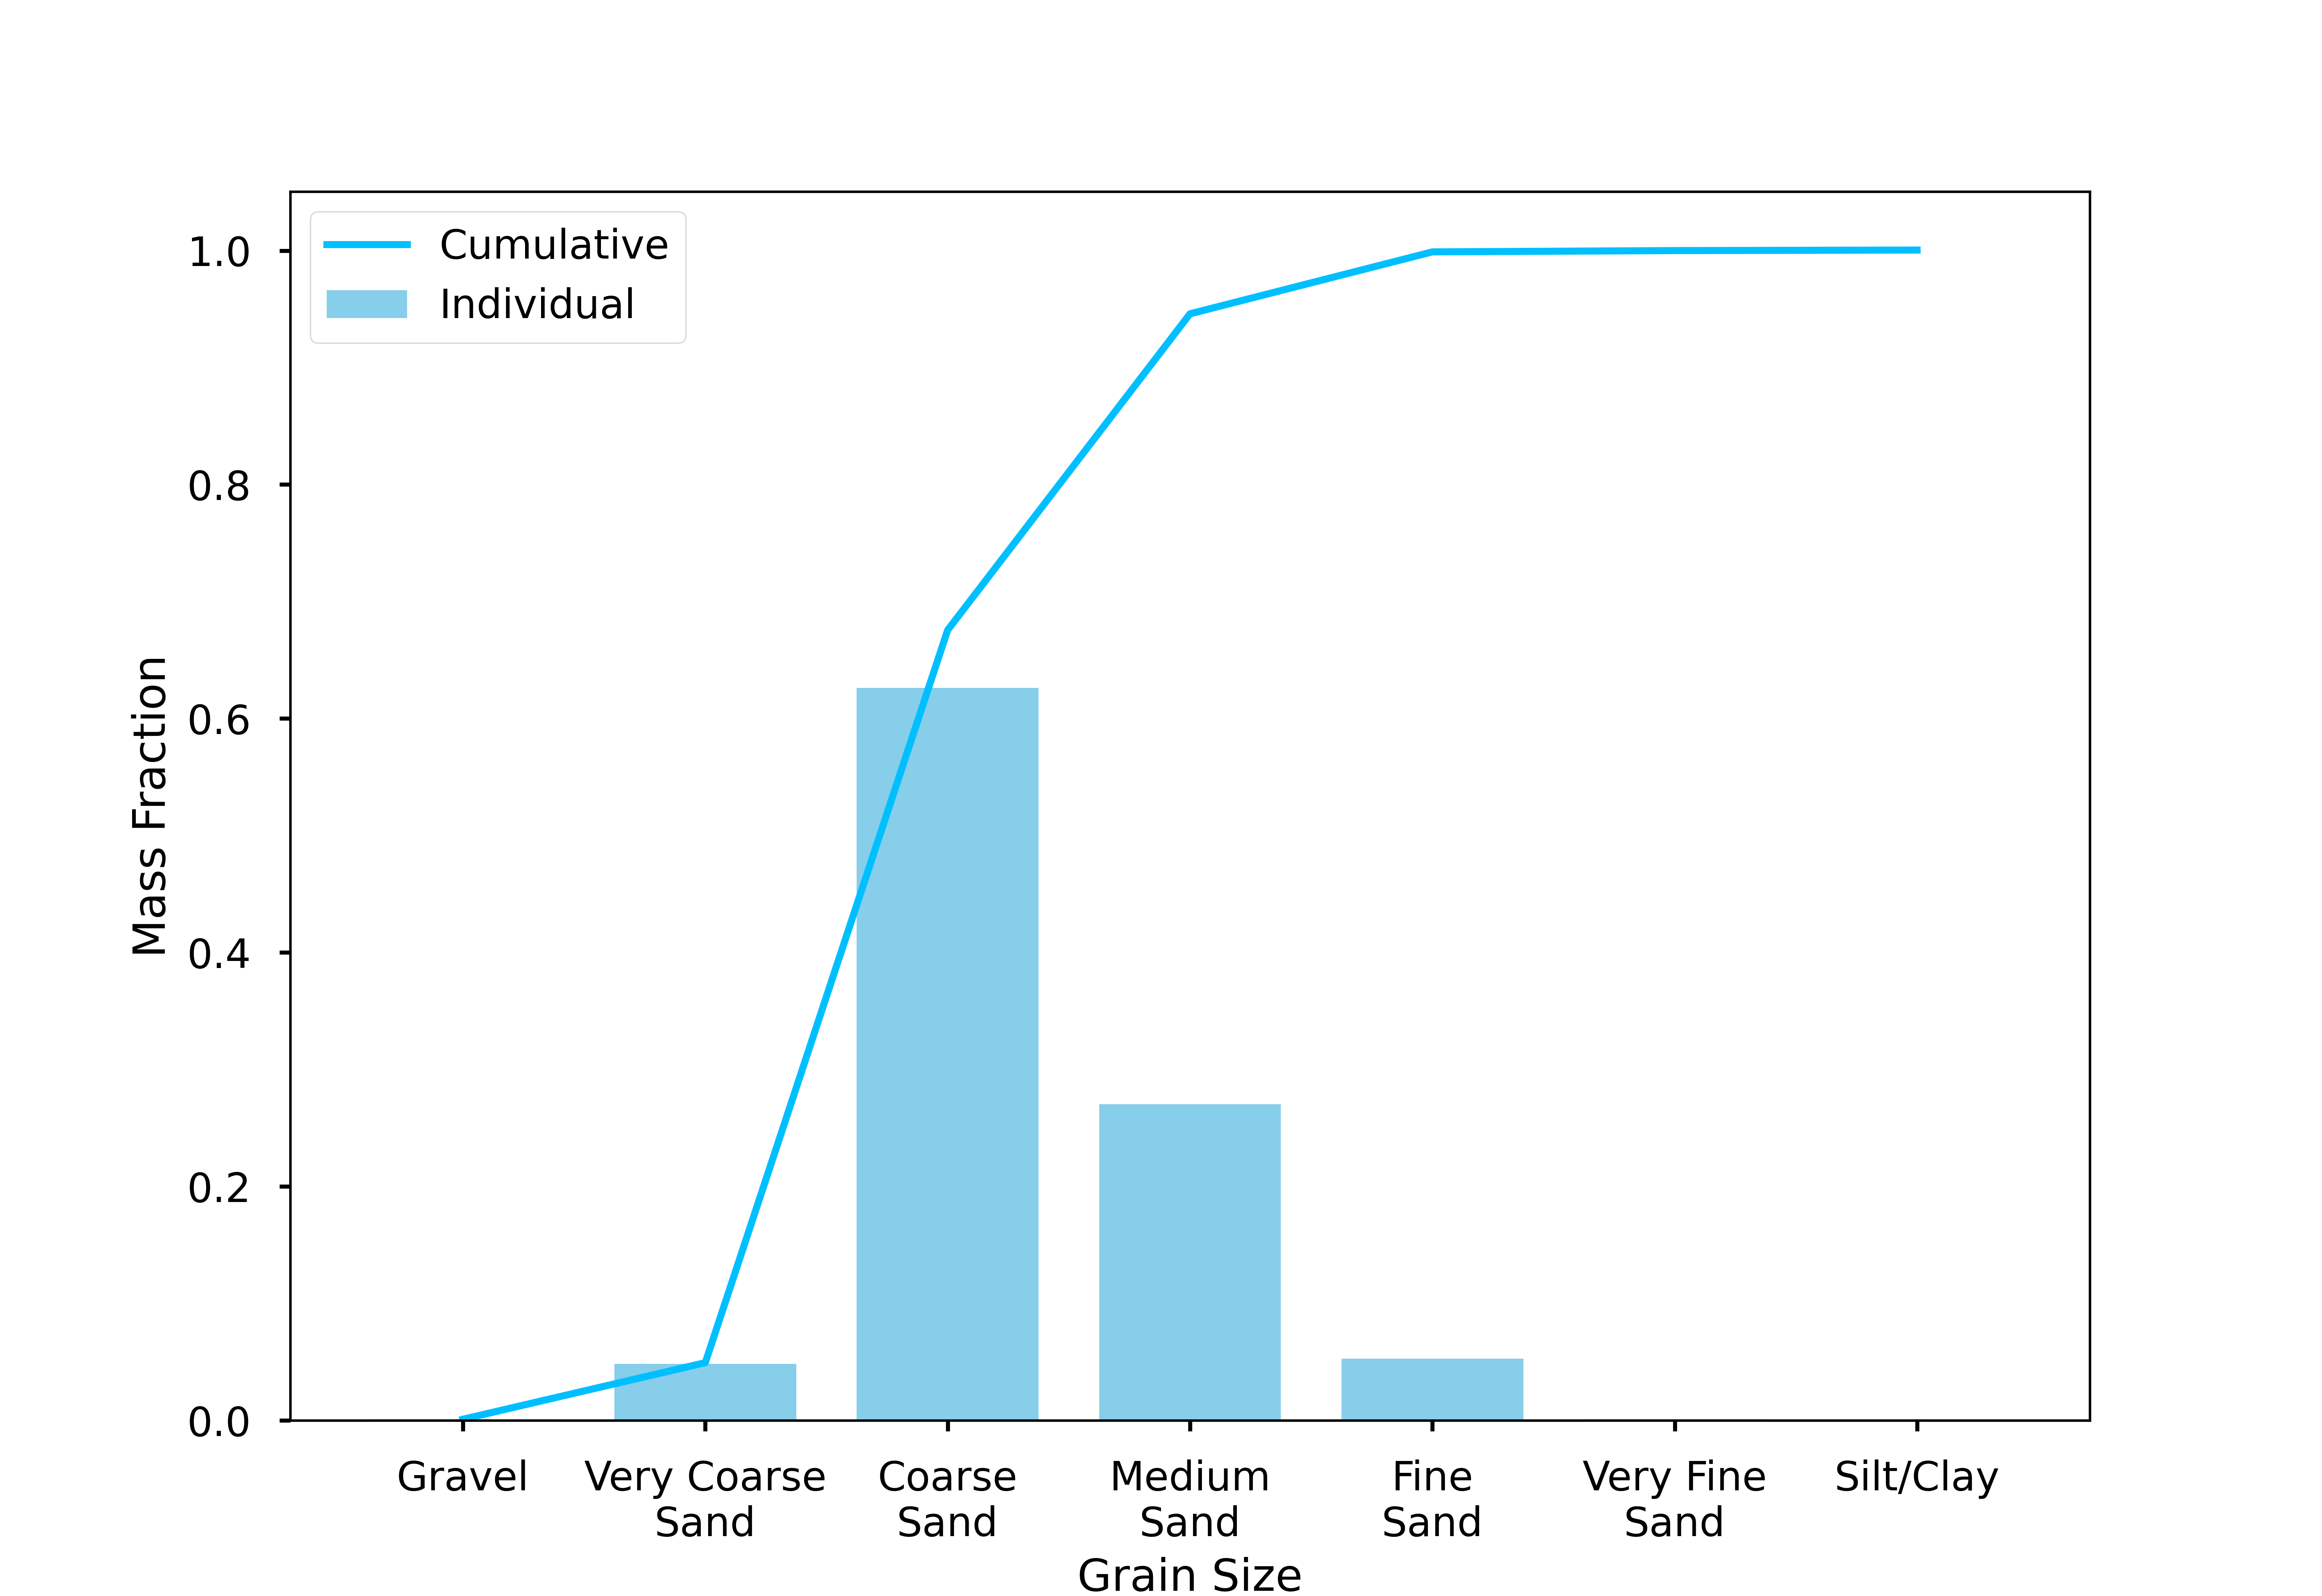 Cumulative
Individual
1.0
0.8
0.6
0.4
0.2
0.0
Mass Fraction
Gravel
Very Coarse
Sand
Coarse
Sand
Medium
Sand
Fine
Sand
Very Fine
Sand
Silt/Clay
Grain Size